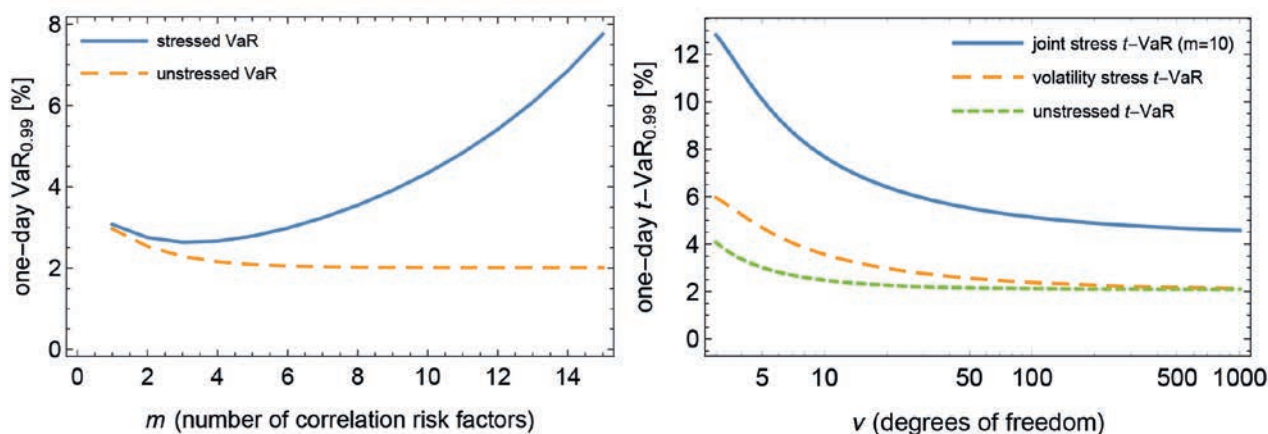 stressed VaR
unstressed VaR
one-day VaR0.99 [%]
8
6
4
2
0
0 2 4 6 8 10 12 14
m (number of correlation risk factors)
joint stress t-VaR (m=10)
volatility stress t-VaR
unstressed t-VaR
one-day t-VaR0.99 [%]
12
10
8
6
4
2
0
5 10 50 100 500 1000
v (degrees of freedom)